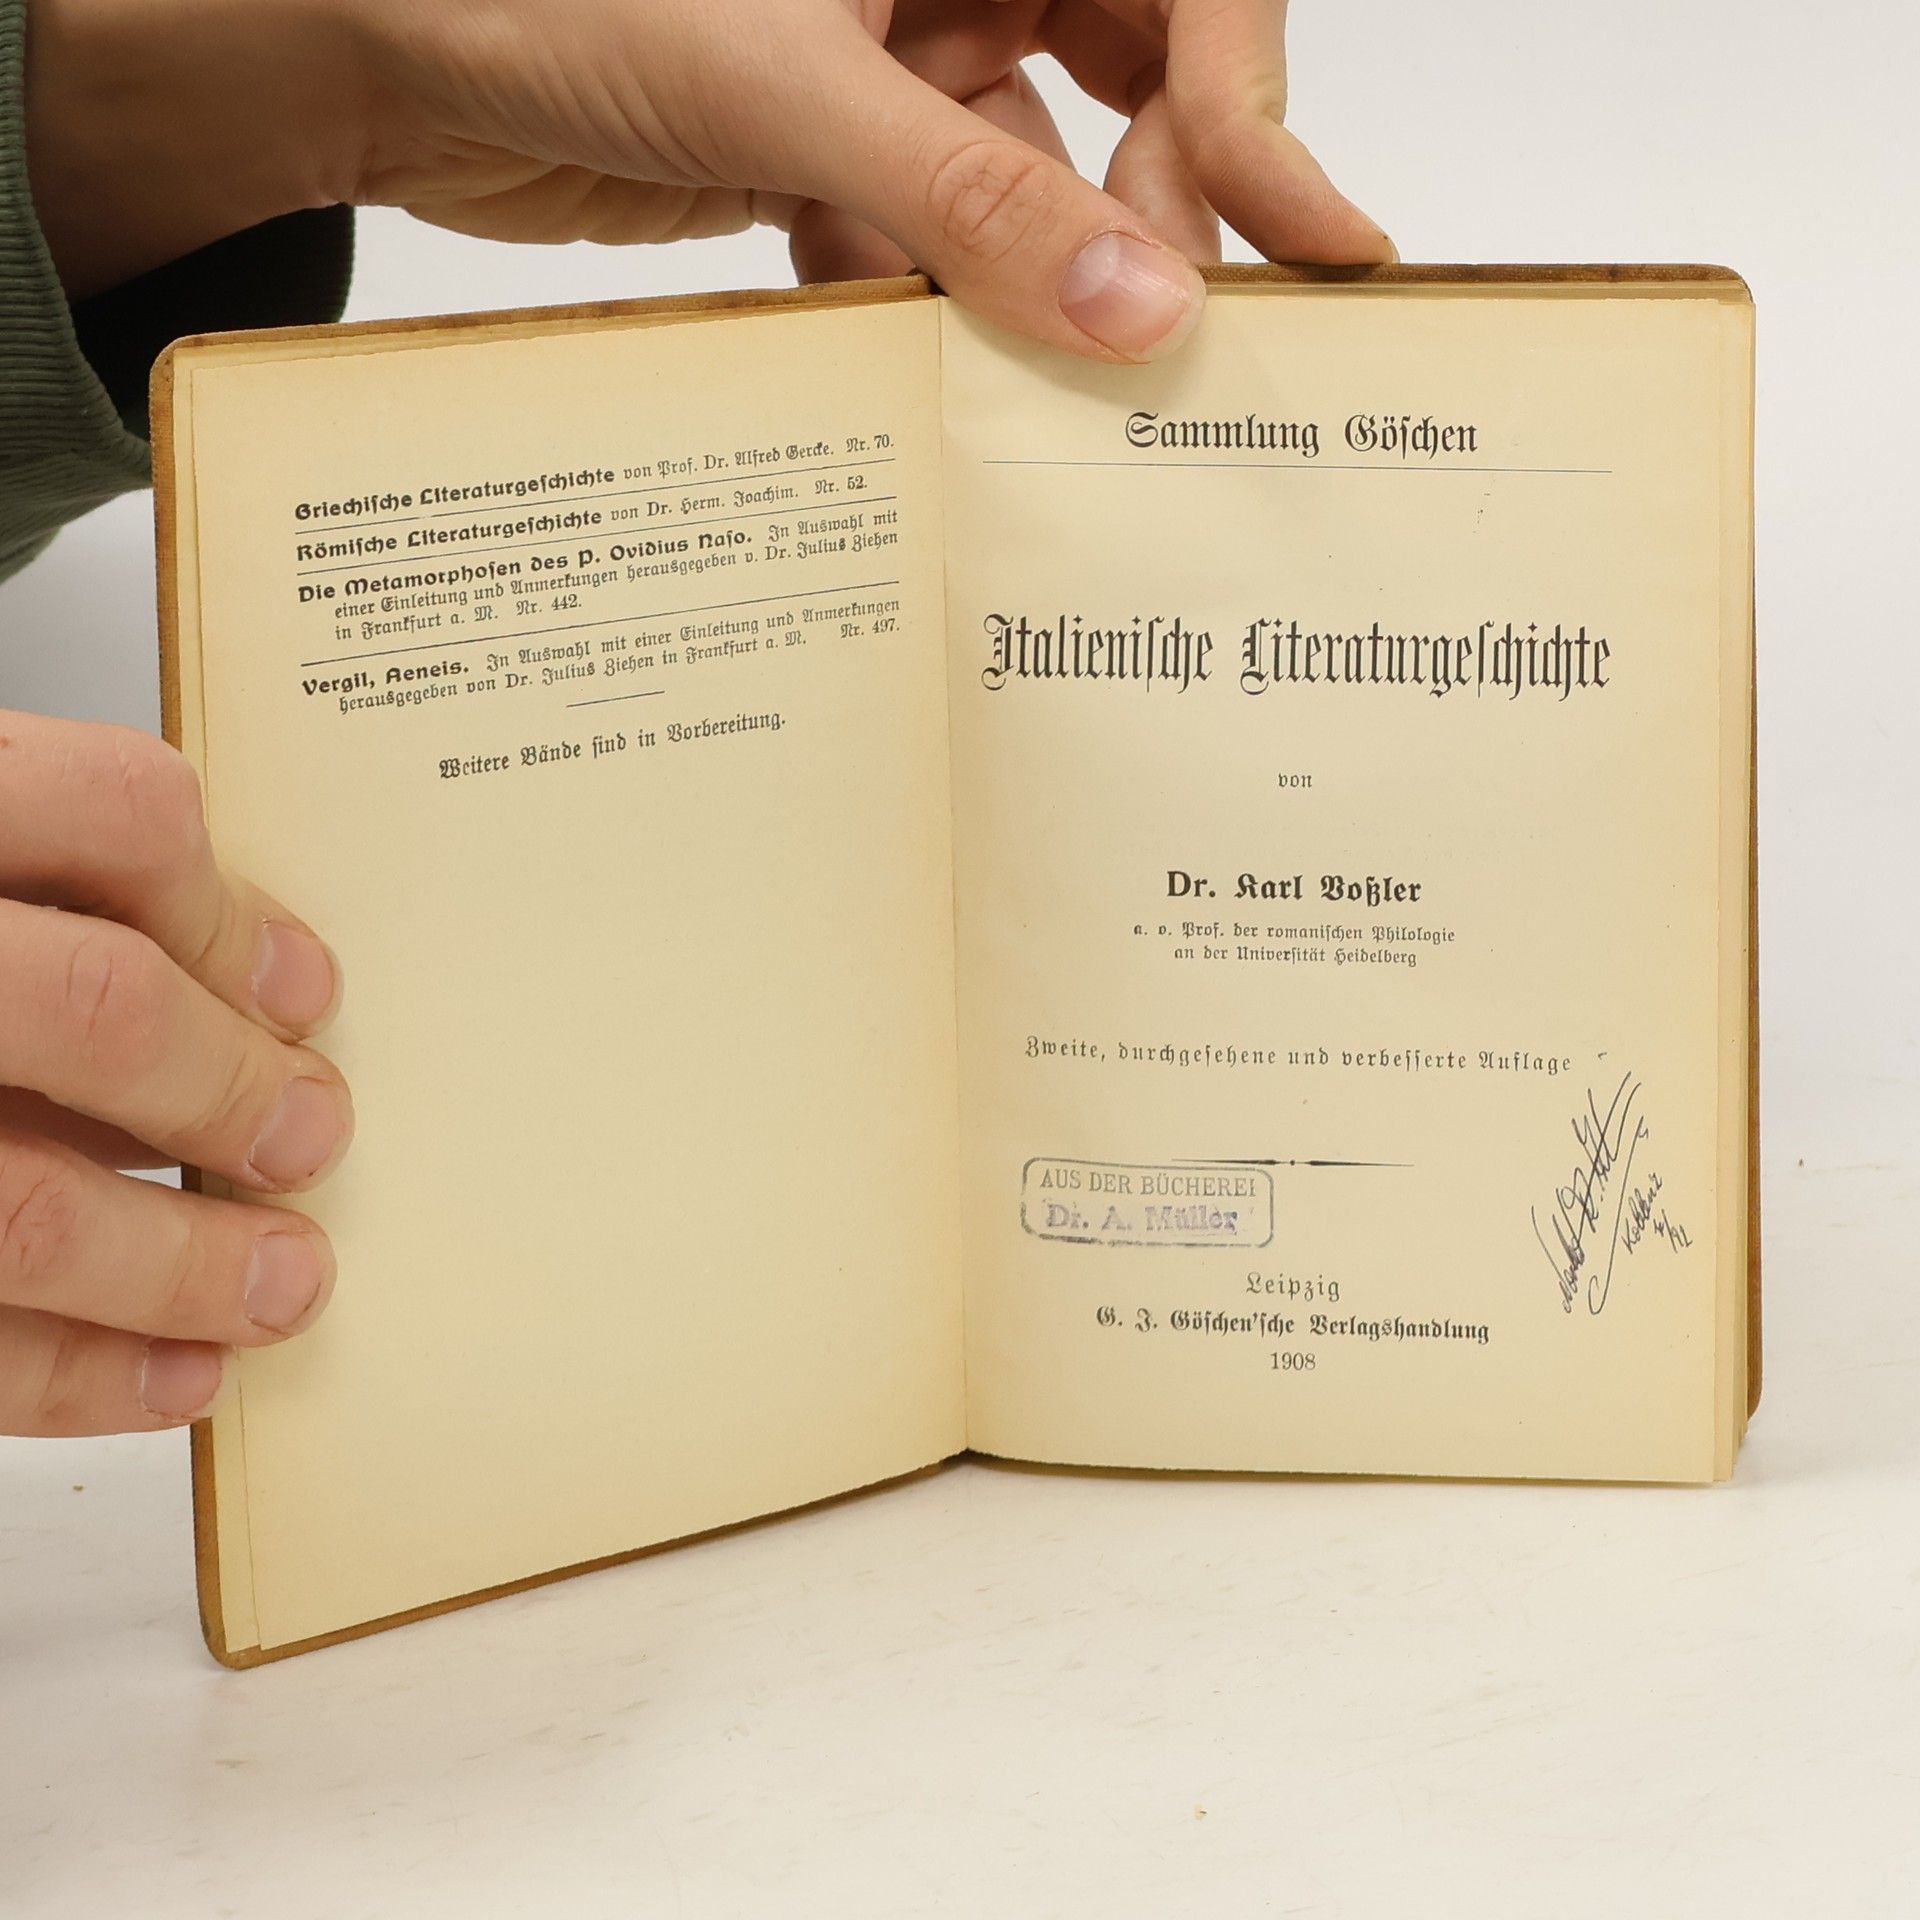 Griechische Literaturgeschichte von Prof. Dr. Alfred Gercke. Nr. 70.
Römische Literaturgeschichte von Dr. Herm. Joachim. Nr. 52.
Die Metamorphosen des P. Ovidius Naso. In Auswahl mit
einer Einleitung und Anmerkungen herausgegeben v. Dr. Julius Ziehen
in Frankfurt a. M. Nr. 442.
Vergil, Aeneis. In Auswahl mit einer Einleitung und Anmerkungen
herausgegeben von Dr. Julius Ziehen in Frankfurt a. M. Nr. 497.
Weitere Bände sind in Vorbereitung.
Sammlung Göschen
Italienische Literaturgeschichte
von
Dr. Karl Voßler
a. o. Prof. der romanischen Philologie
an der Universität Heidelberg
Zweite, durchgesehene und verbesserte Auflage
AUS DER BÜCHEREI
Dr. A. Müller
Koblenz
Leipzig
G. J. Göschen'sche Verlagshandlung
1908